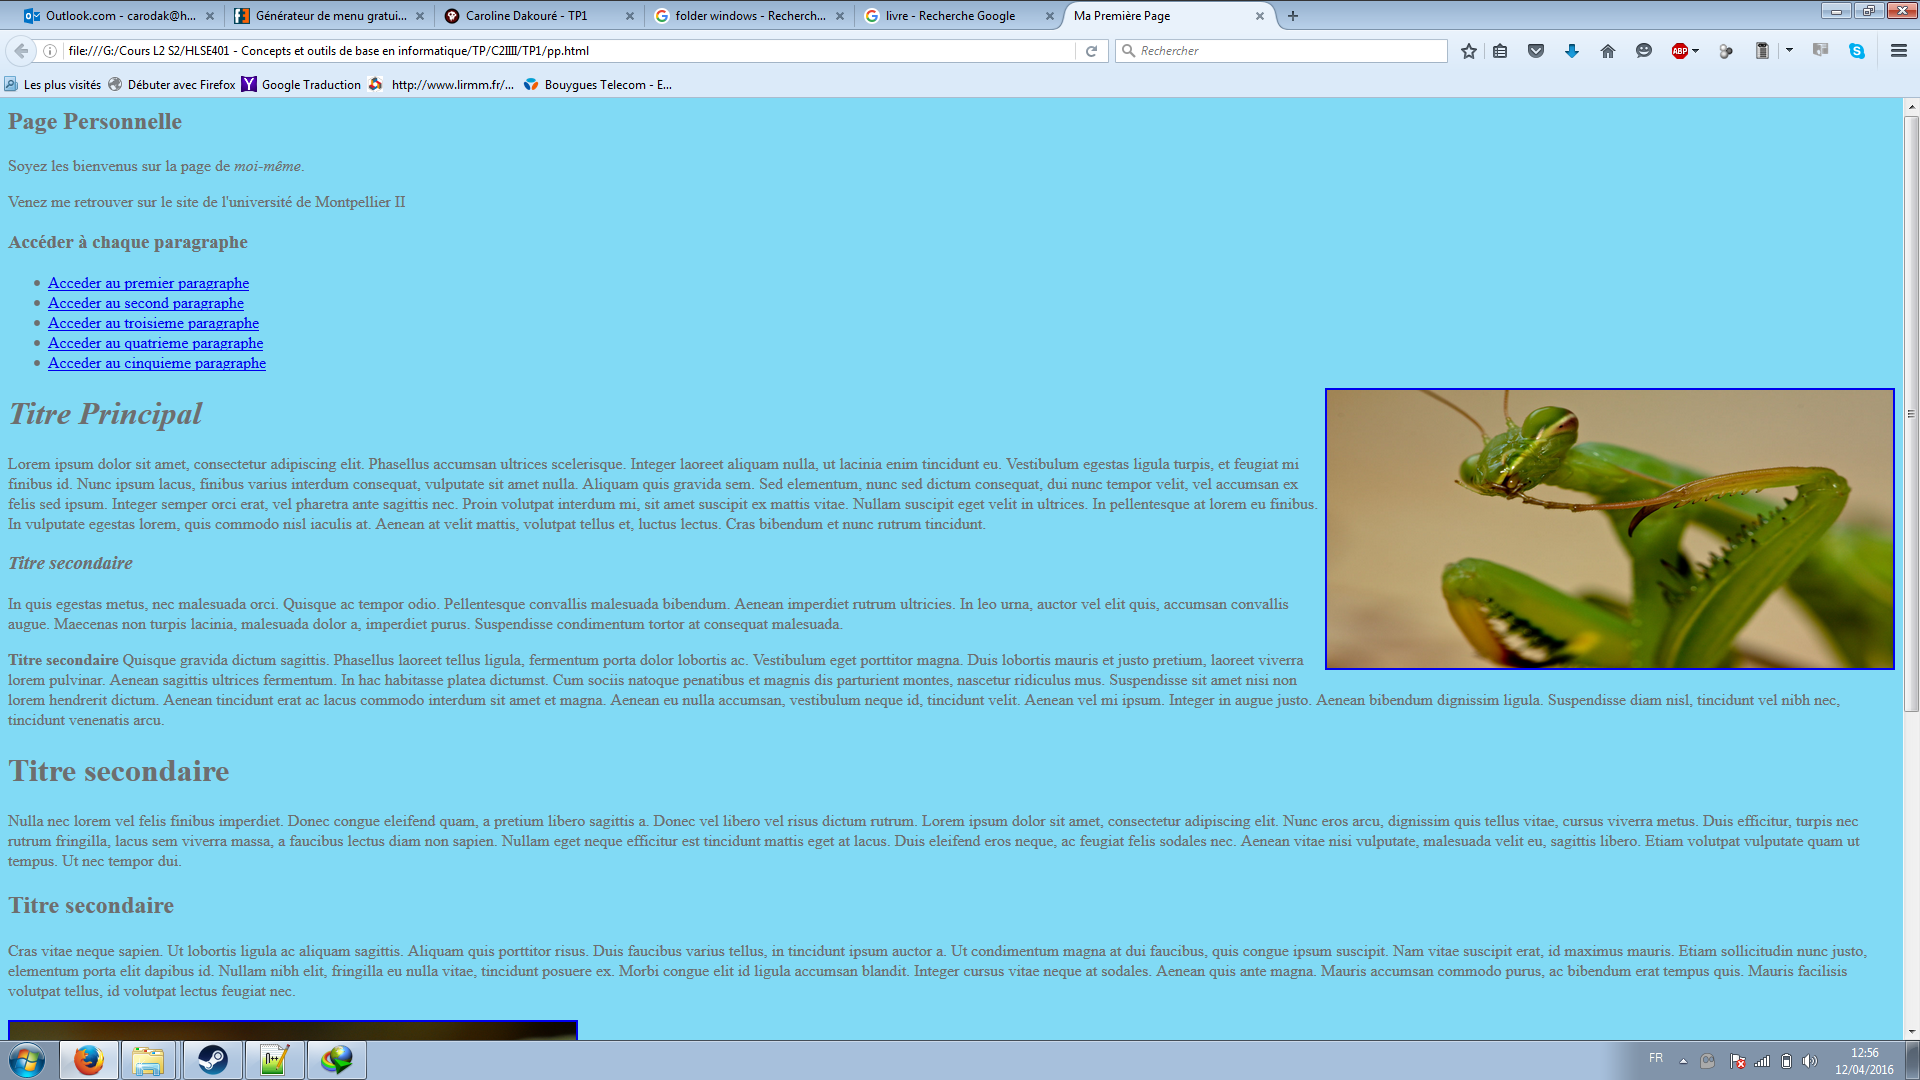 Outlook.com - carodak@h...
Générateur de menu gratui...
Caroline Dakouré - TP1
folder windows - Recherch...
livre - Recherche Google
Ma Première Page
file:///G:/Cours L2 S2/HLSE401 - Concepts et outils de base en informatique/TP/C2IIII/TP1/pp.html
Rechercher
ABP
Les plus visités
Débuter avec Firefox
Google Traduction
http://www.lirmm.fr/...
Bouygues Telecom - E...
Page Personnelle
Soyez les bienvenus sur la page de moi-même.
Venez me retrouver sur le site de l'université de Montpellier II
Accéder à chaque paragraphe
Acceder au premier paragraphe
Acceder au second paragraphe
Acceder au troisieme paragraphe
Acceder au quatrieme paragraphe
Acceder au cinquieme paragraphe
Titre Principal
Lorem ipsum dolor sit amet, consectetur adipiscing elit. Phasellus accumsan ultrices scelerisque. Integer laoreet aliquam nulla, ut lacinia enim tincidunt eu. Vestibulum egestas ligula turpis, et feugiat mi
finibus id. Nunc ipsum lacus, finibus varius interdum consequat, vulputate sit amet nulla. Aliquam quis gravida sem. Sed elementum, nunc sed dictum consequat, dui nunc tempor velit, vel accumsan ex
felis sed ipsum. Integer semper orci erat, vel pharetra ante sagittis nec. Proin volutpat interdum mi, sit amet suscipit ex mattis vitae. Nullam suscipit eget velit in ultrices. In pellentesque at lorem eu finibus.
In vulputate egestas lorem, quis commodo nisl iaculis at. Aenean at velit mattis, volutpat tellus et, luctus lectus. Cras bibendum et nunc rutrum tincidunt.
Titre secondaire
In quis egestas metus, nec malesuada orci. Quisque ac tempor odio. Pellentesque convallis malesuada bibendum. Aenean imperdiet rutrum ultricies. In leo urna, auctor vel elit quis, accumsan convallis
augue. Maecenas non turpis lacinia, malesuada dolor a, imperdiet purus. Suspendisse condimentum tortor at consequat malesuada.
Titre secondaire Quisque gravida dictum sagittis. Phasellus laoreet tellus ligula, fermentum porta dolor lobortis ac. Vestibulum eget porttitor magna. Duis lobortis mauris et justo pretium, laoreet viverra
lorem pulvinar. Aenean sagittis ultrices fermentum. In hac habitasse platea dictumst. Cum sociis natoque penatibus et magnis dis parturient montes, nascetur ridiculus mus. Suspendisse sit amet nisi non
lorem hendrerit dictum. Aenean tincidunt erat ac lacus commodo interdum sit amet et magna. Aenean eu nulla accumsan, vestibulum neque id, tincidunt velit. Aenean vel mi ipsum. Integer in augue justo. Aenean bibendum dignissim ligula. Suspendisse diam nisl, tincidunt vel nibh nec,
tincidunt venenatis arcu.
Titre secondaire
Nulla nec lorem vel felis finibus imperdiet. Donec congue eleifend quam, a pretium libero sagittis a. Donec vel libero vel risus dictum rutrum. Lorem ipsum dolor sit amet, consectetur adipiscing elit. Nunc eros arcu, dignissim quis tellus vitae, cursus viverra metus. Duis efficitur, turpis nec
rutrum fringilla, lacus sem viverra massa, a faucibus lectus diam non sapien. Nullam eget neque efficitur est tincidunt mattis eget at lacus. Duis eleifend eros neque, ac feugiat felis sodales nec. Aenean vitae nisi vulputate, malesuada velit eu, sagittis libero. Etiam volutpat vulputate quam ut
tempus. Ut nec tempor dui.
Titre secondaire
Cras vitae neque sapien. Ut lobortis ligula ac aliquam sagittis. Aliquam quis porttitor risus. Duis faucibus varius tellus, in tincidunt ipsum auctor a. Ut condimentum magna at dui faucibus, quis congue ipsum suscipit. Nam vitae suscipit erat, id maximus mauris. Etiam sollicitudin nunc justo,
elementum porta elit dapibus id. Nullam nibh elit, fringilla eu nulla vitae, tincidunt posuere ex. Morbi congue elit id ligula accumsan blandit. Integer cursus vitae neque at sodales. Aenean quis ante magna. Mauris accumsan commodo purus, ac bibendum erat tempus quis. Mauris facilisis
volutpat tellus, id volutpat lectus feugiat nec.
FR
12:56
12/04/2016